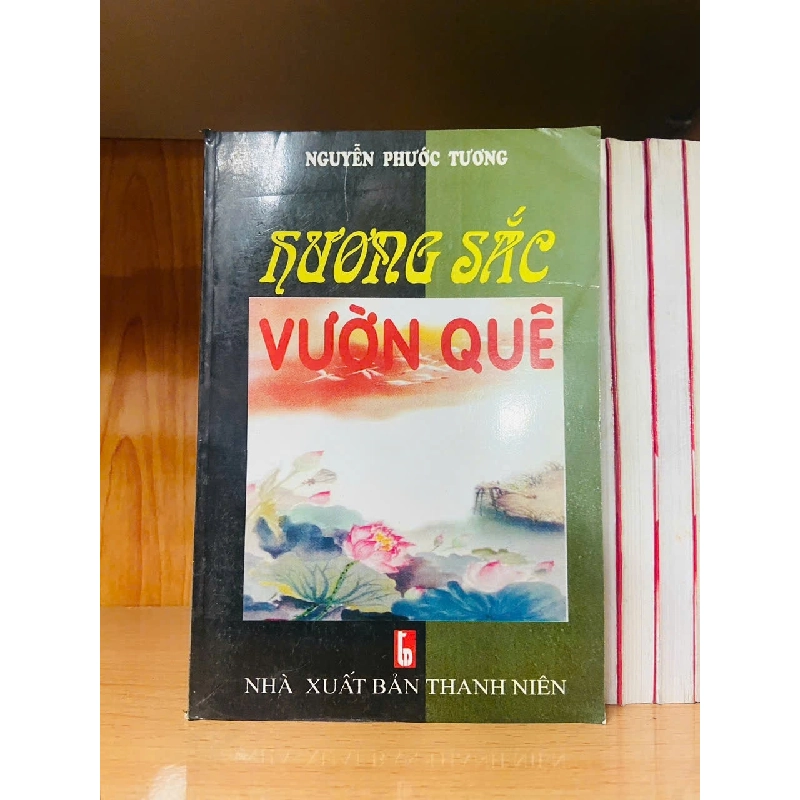 NGUYỄN PHƯỚC TƯƠNG
HƯƠNG SẮC
VƯỜN QUÊ
NHÀ XUẤT BẢN THANH NIÊN